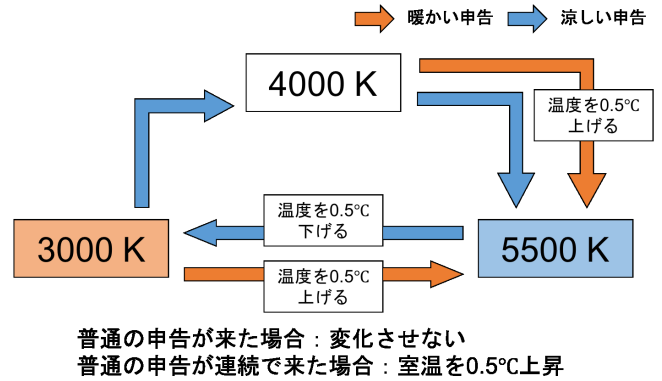 暖かい申告
涼しい申告
4000 K
温度を0.5℃
上げる
温度を0.5℃
下げる
3000 K
5500 K
温度を0.5℃
上げる
普通の申告が来た場合：変化させない
普通の申告が連続で来た場合：室温を0.5℃上昇